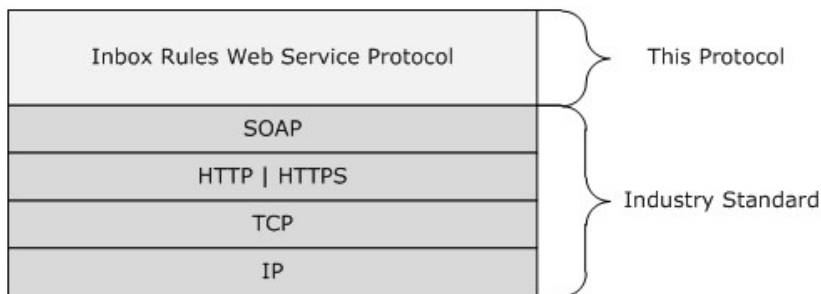 Inbox Rules Web Service Protocol
This Protocol
SOAP
HTTP | HTTPS
TCP
IP
Industry Standard